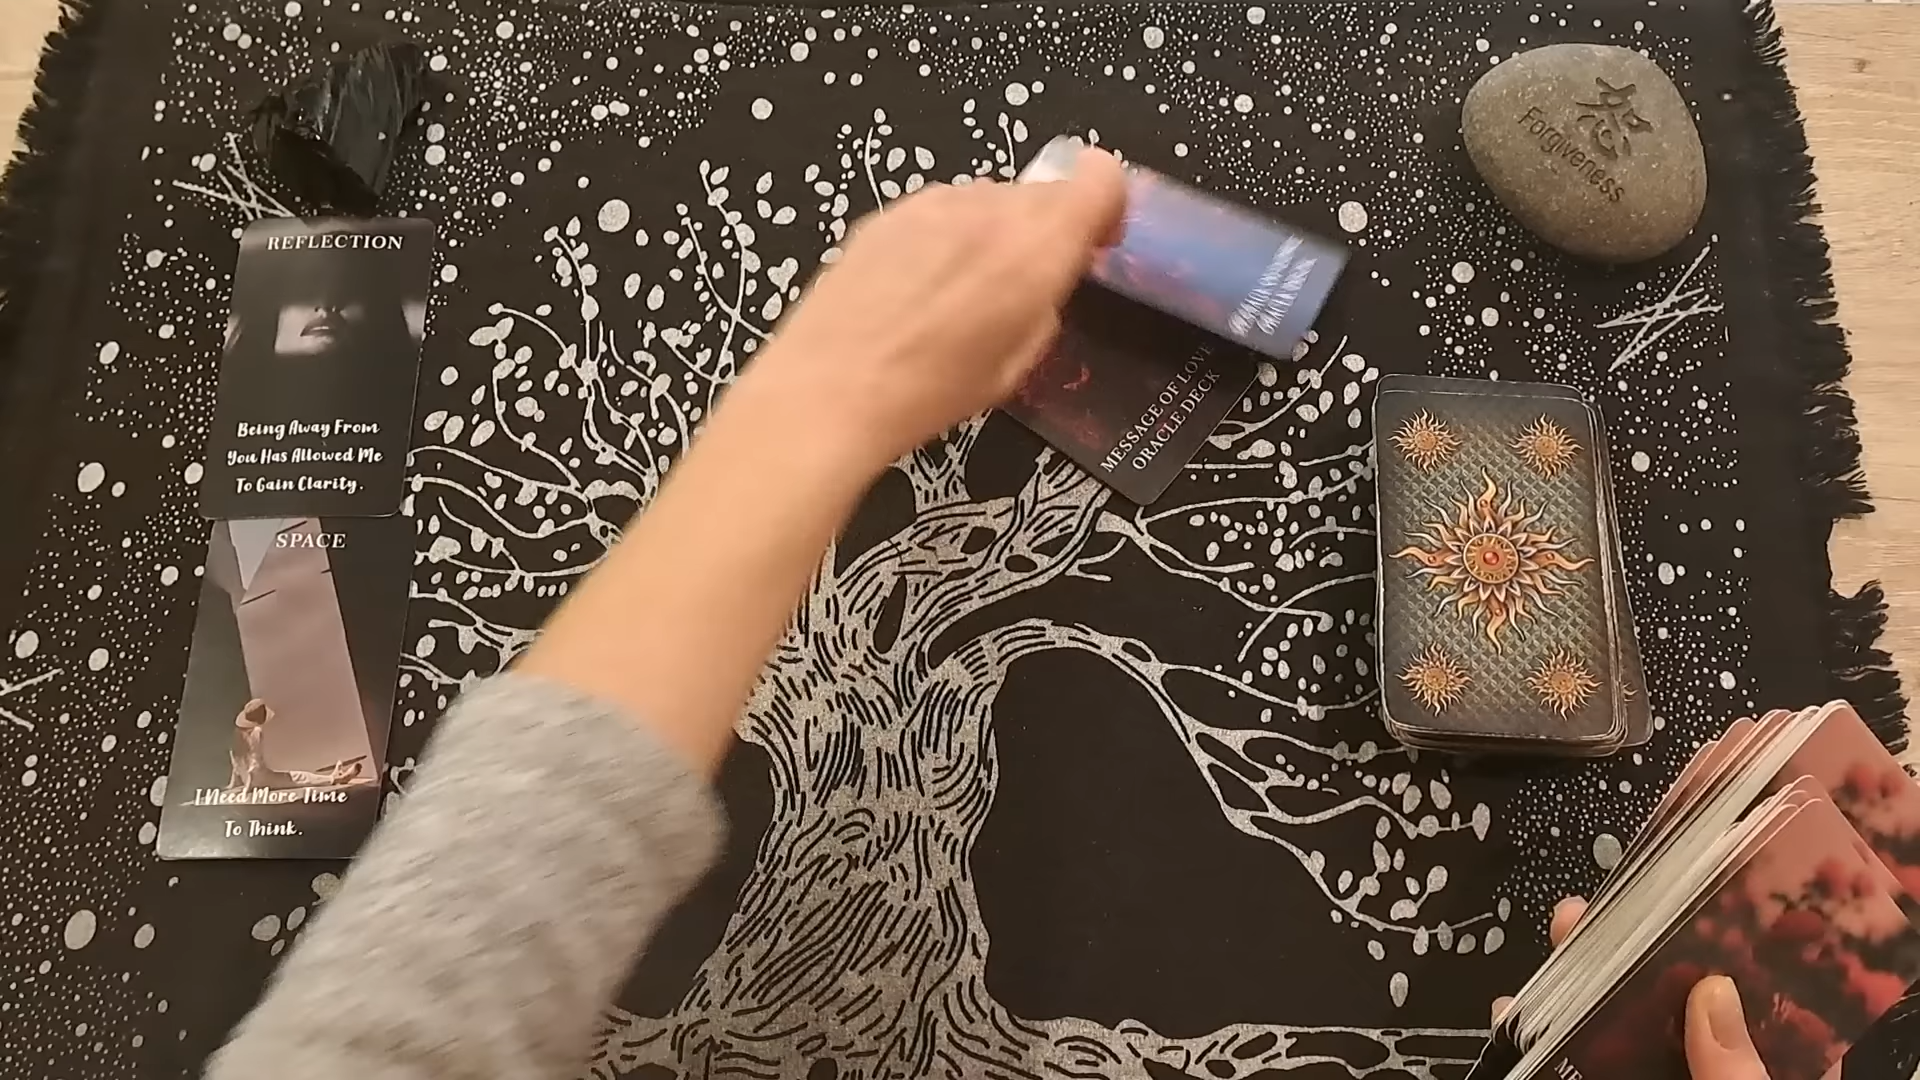 REFLECTION
Being Away From
You Has Allowed Me
To Gain Clarity.
SPACE
I Need More Time
To Think.
MESSAGE OF LOVE
ORACLE DECK
恕
Forgiveness